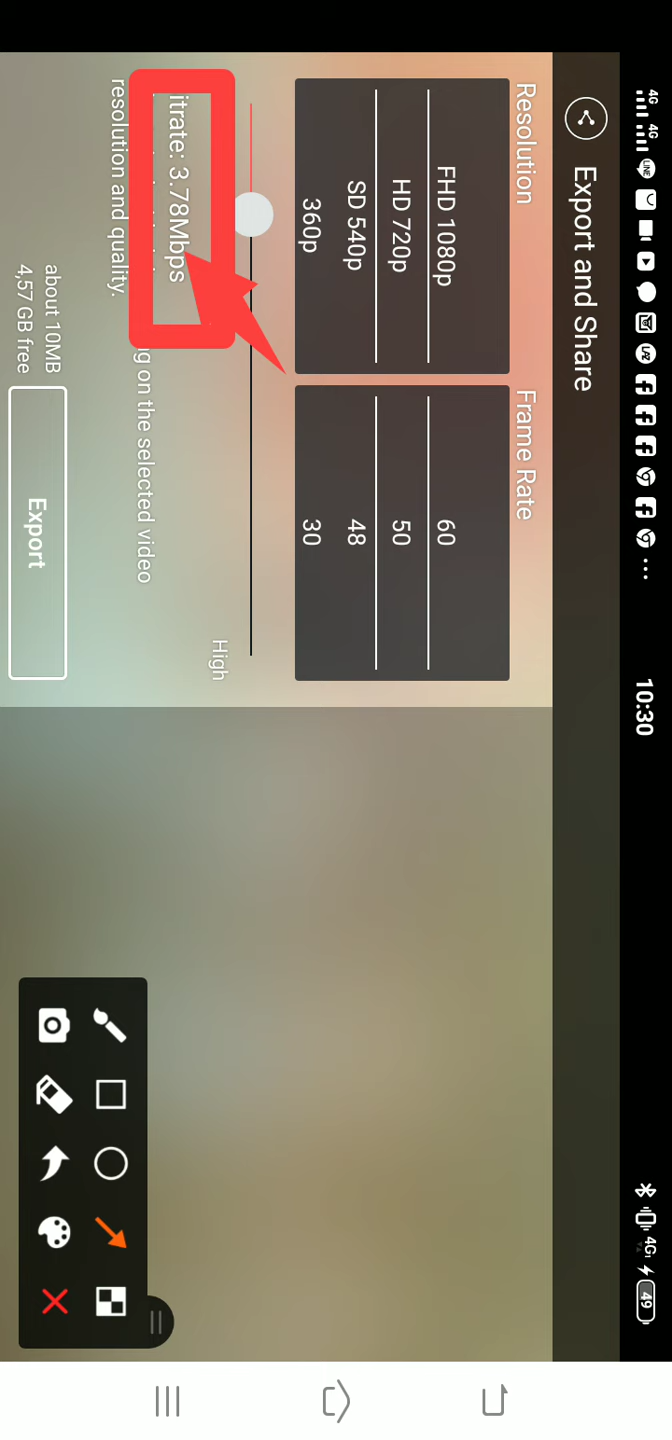 10:30
49
Export and Share
Resolution
Frame Rate
FHD 1080p
HD 720p
SD 540p
360p
60
50
48
30
High
itrate: 3.78Mbps
g on the selected video
resolution and quality.
about 10MB
4,57 GB free
Export